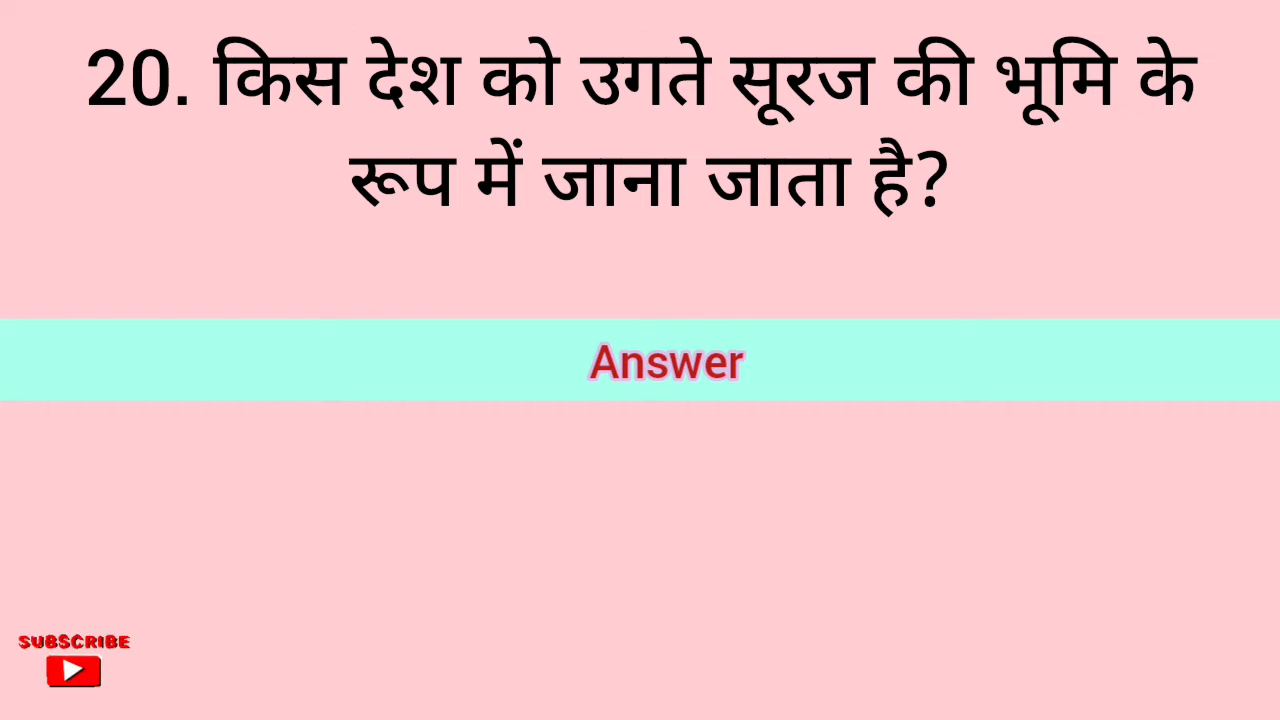 20. किस देश को उगते सूरज की भूमि के
रूप में जाना जाता है?
Answer
SUBSCRIBE